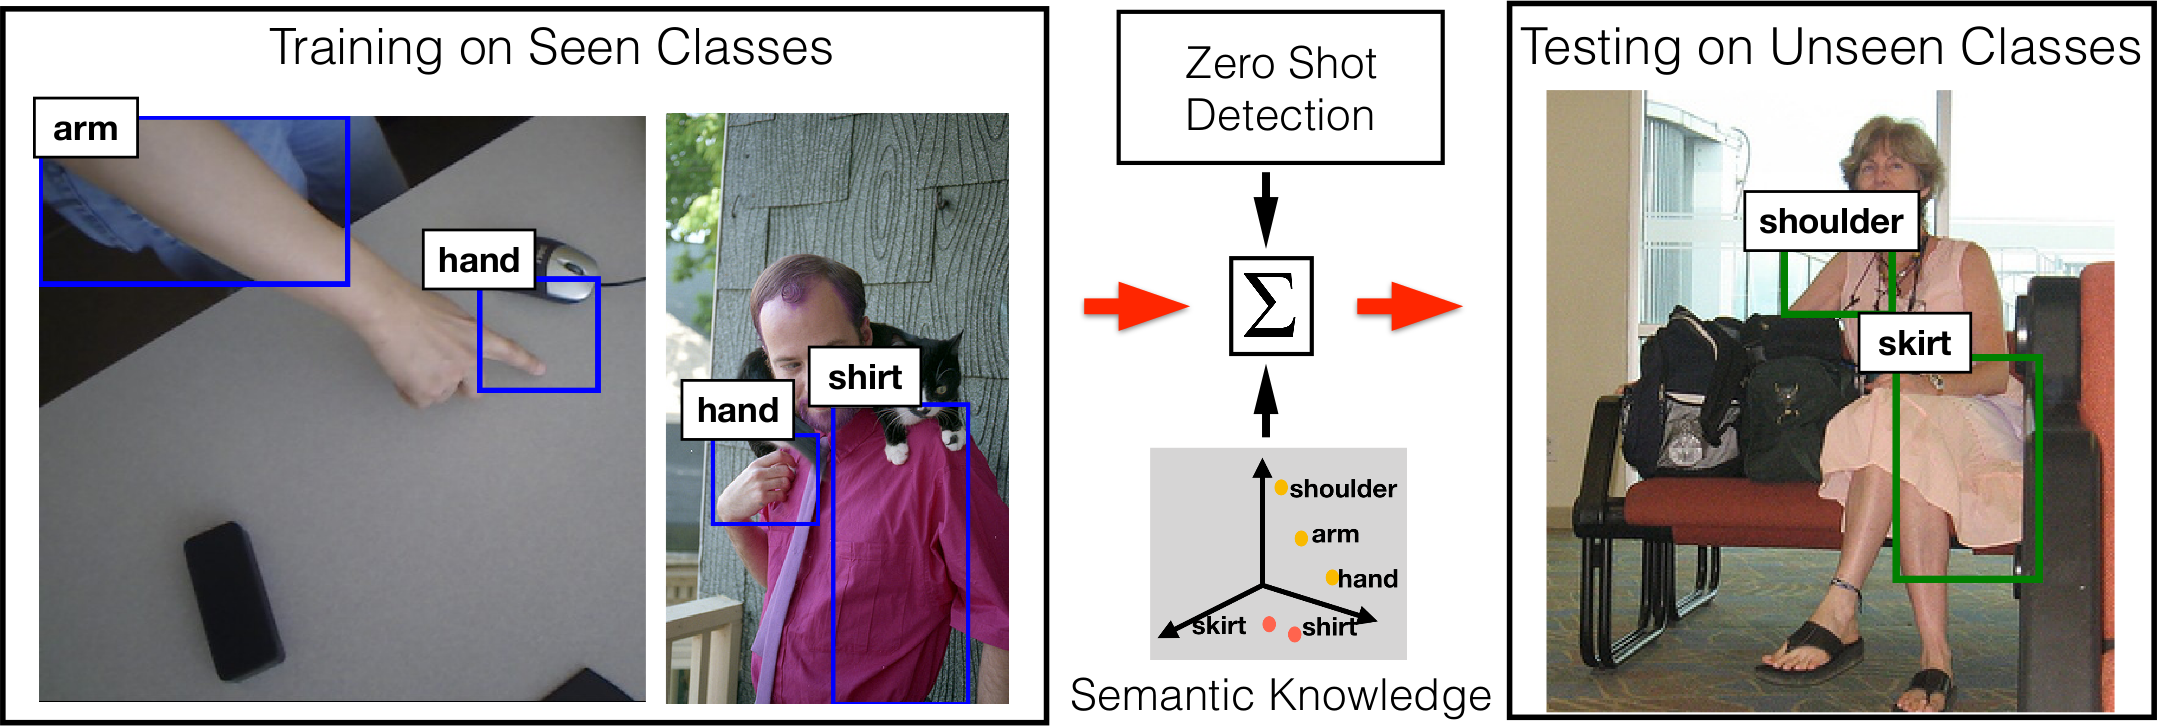 Training on Seen Classes
arm
hand
hand
shirt
Zero Shot
Detection
Σ
shoulder
arm
hand
skirt
shirt
Semantic Knowledge
Testing on Unseen Classes
shoulder
skirt